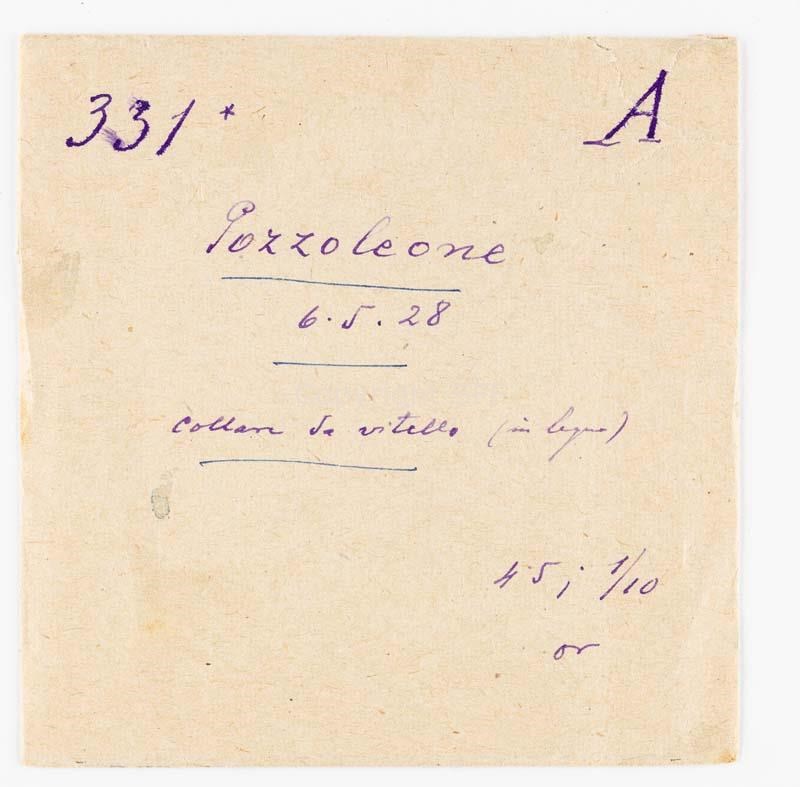 331*
A
Pozzoleone
6.5.28
collare da vitello (in legno)
45; 1/10
or